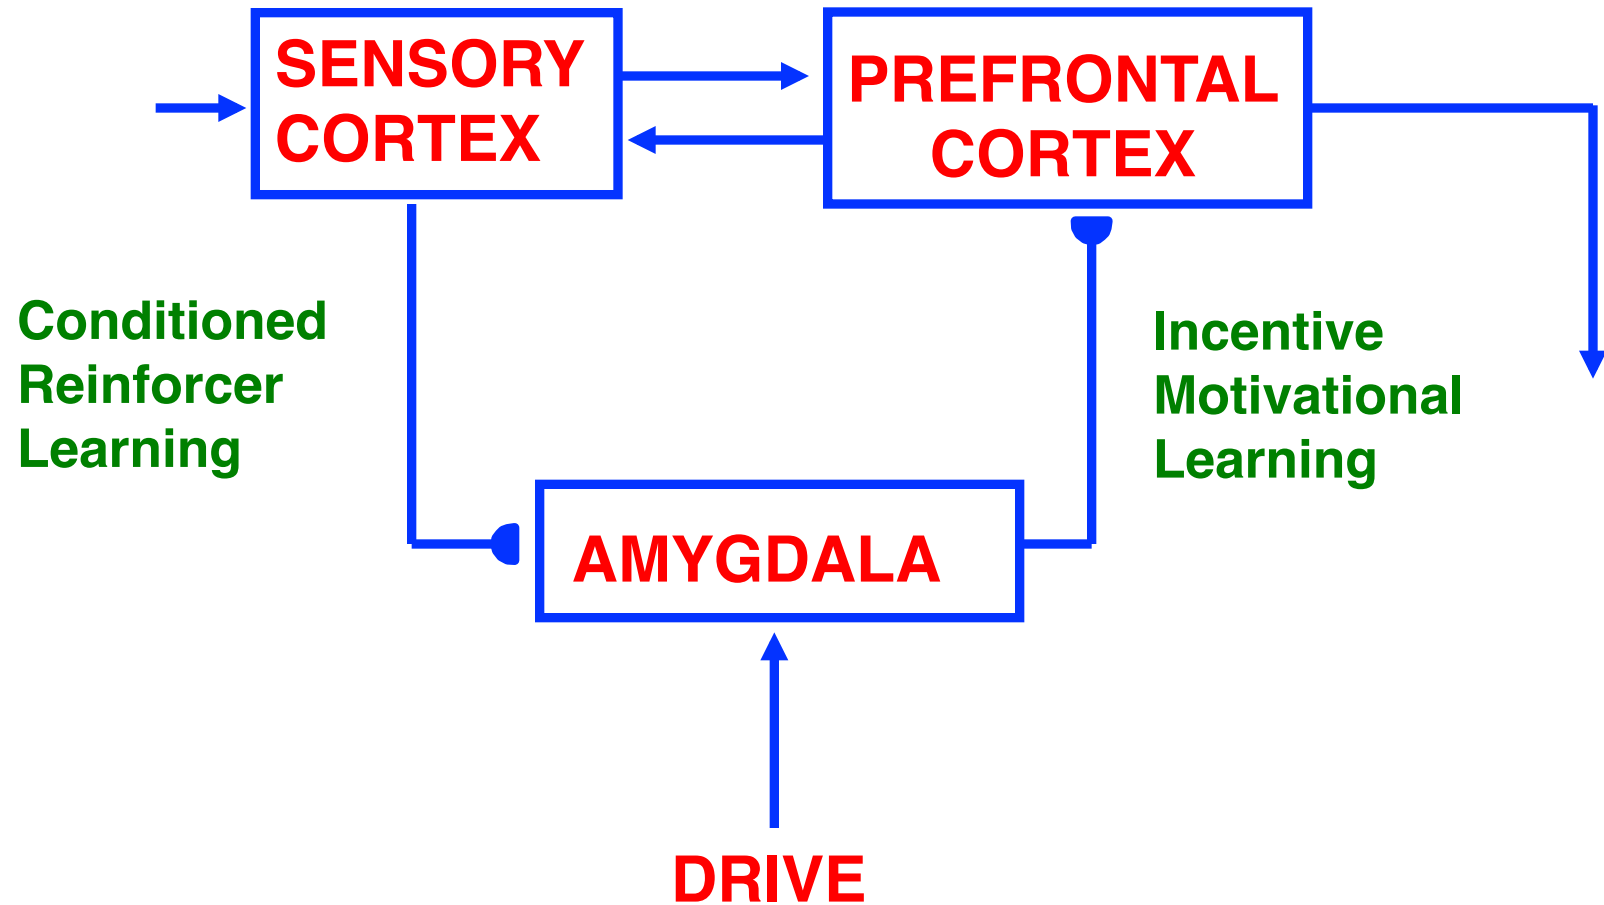 SENSORY
CORTEX
PREFRONTAL
CORTEX
Conditioned
Reinforcer
Learning
Incentive
Motivational
Learning
AMYGDALA
DRIVE